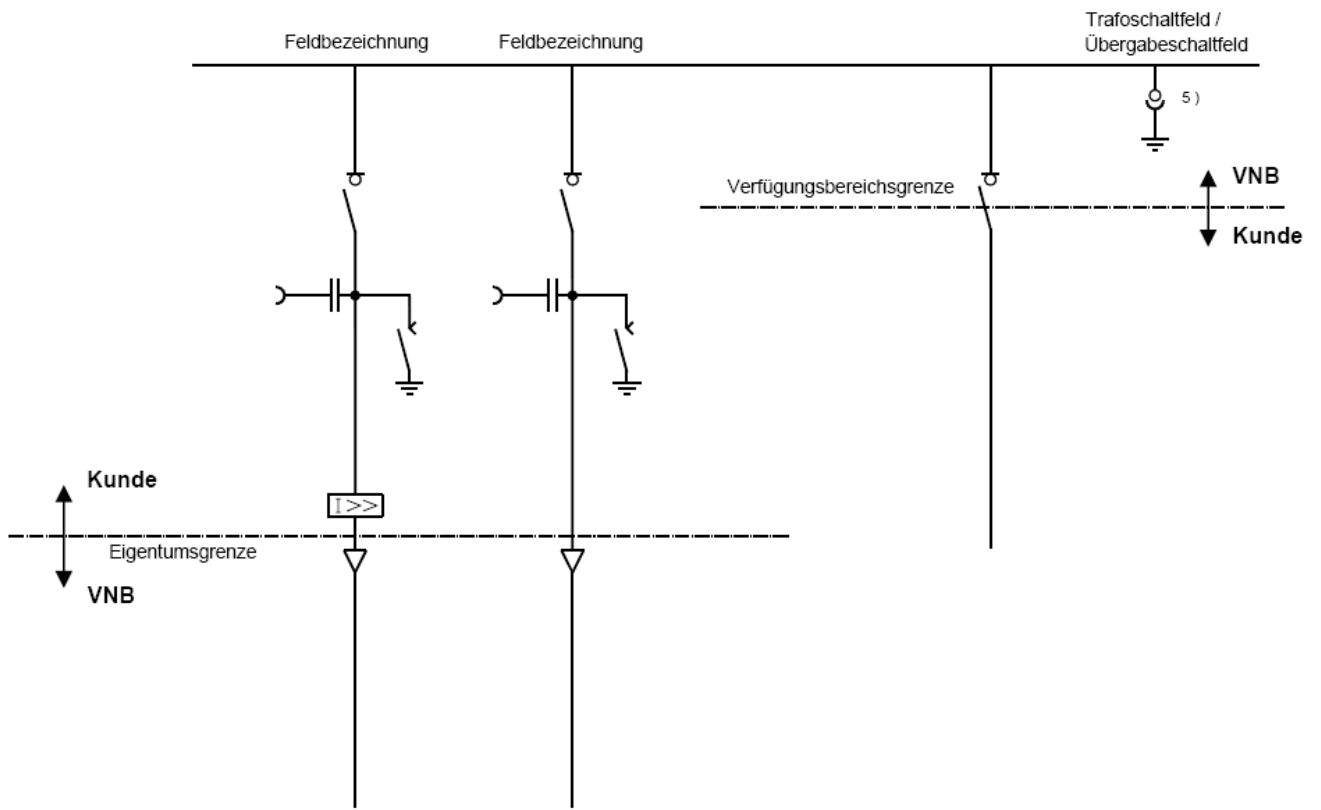 Trafoschaltfeld /
Übergabeschaltfeld
Feldbezeichnung
Feldbezeichnung
5 )
Verfügungsbereichsgrenze
VNB
Kunde
Kunde
I>>
Eigentumsgrenze
VNB